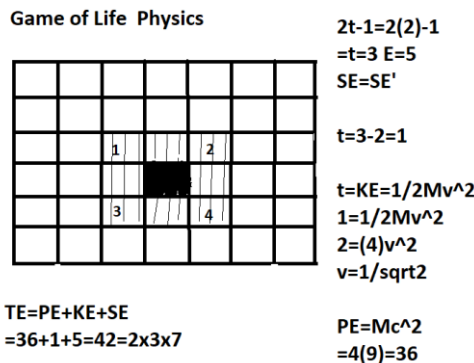 Game of Life Physics
2t-1=2(2)-1
=t=3 E=5
SE=SE'
t=3-2=1
t=KE=1/2Mv^2
1=1/2Mv^2
2=(4)v^2
v=1/sqrt2
PE=Mc^2
=4(9)=36
1 2
3 4
TE=PE+KE+SE
=36+1+5=42=2x3x7